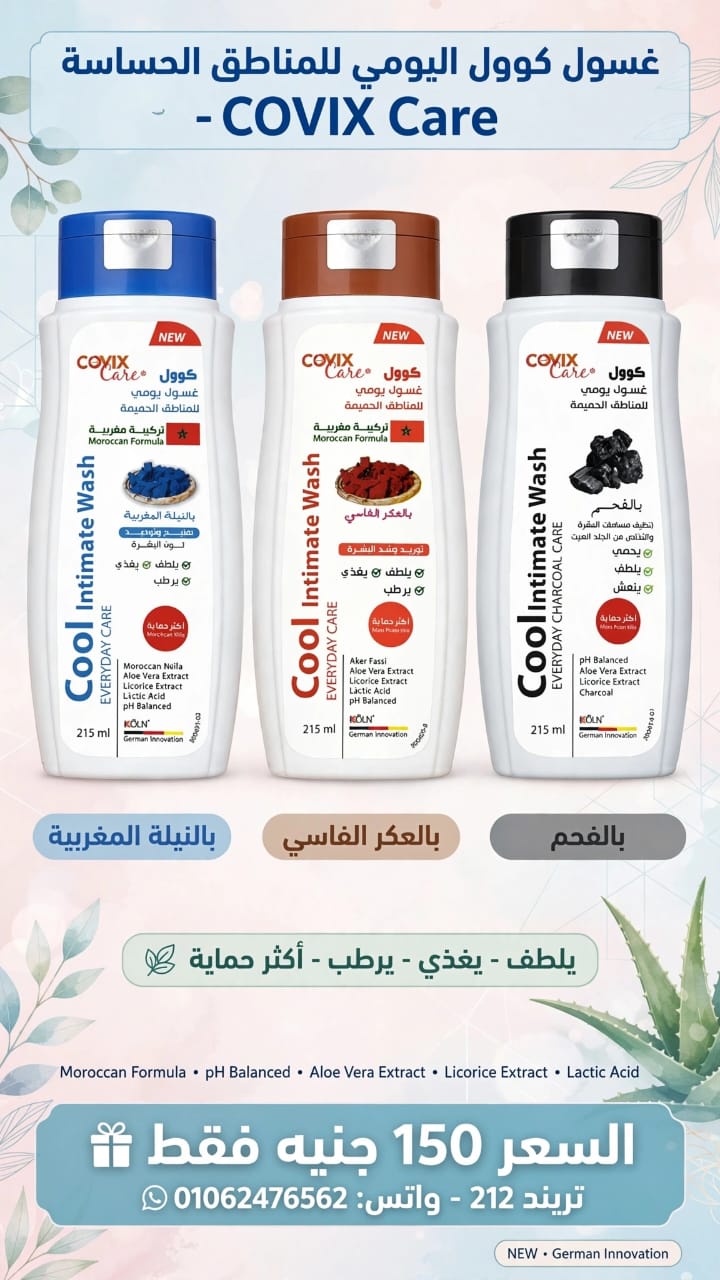 غسول كوول اليومي للمناطق الحساسة
- COVIX Care
NEW
COVIX Care
كوول
غسول يومي
للمناطق الحميمة
تركيبة مغربية
Moroccan Formula
بالنيلة المغربية
يلطف يغذي
يرطب
Cool Intimate Wash
EVERYDAY CARE
أكثر حماية
Moroccan Neila
Aloe Vera Extract
Licorice Extract
Lactic Acid
pH Balanced
215 ml
KÖLN
German Innovation
NEW
COVIX Care
كوول
غسول يومي
للمناطق الحميمة
تركيبة مغربية
Moroccan Formula
بالعكر الفاسي
توريد وشد البشرة
يلطف يغذي
يرطب
Cool Intimate Wash
EVERYDAY CARE
أكثر حماية
Aker Fassi
Aloe Vera Extract
Licorice Extract
Lactic Acid
pH Balanced
215 ml
KÖLN
German Innovation
NEW
COVIX Care
كوول
غسول يومي
للمناطق الحميمة
بالفحم
يحمي
يلطف
ينعش
Cool Intimate Wash
EVERYDAY CHARCOAL CARE
أكثر حماية
pH Balanced
Aloe Vera Extract
Licorice Extract
Charcoal
215 ml
KÖLN
German Innovation
بالنيلة المغربية
بالعكر الفاسي
بالفحم
يلطف - يغذي - يرطب - أكثر حماية
Moroccan Formula • pH Balanced • Aloe Vera Extract • Licorice Extract • Lactic Acid
السعر 150 جنيه فقط
تريند 212 - واتس: 01062476562
NEW • German Innovation